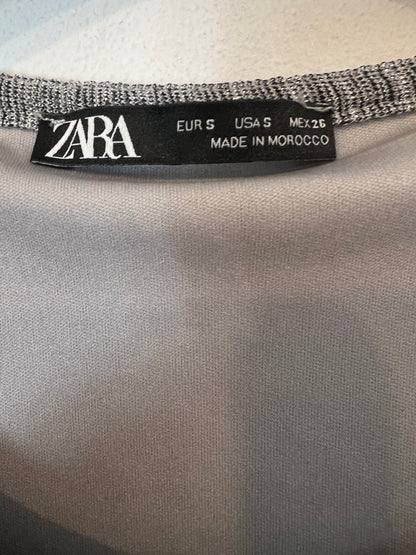 ZARA
EUR S USA S MEX 26
MADE IN MOROCCO